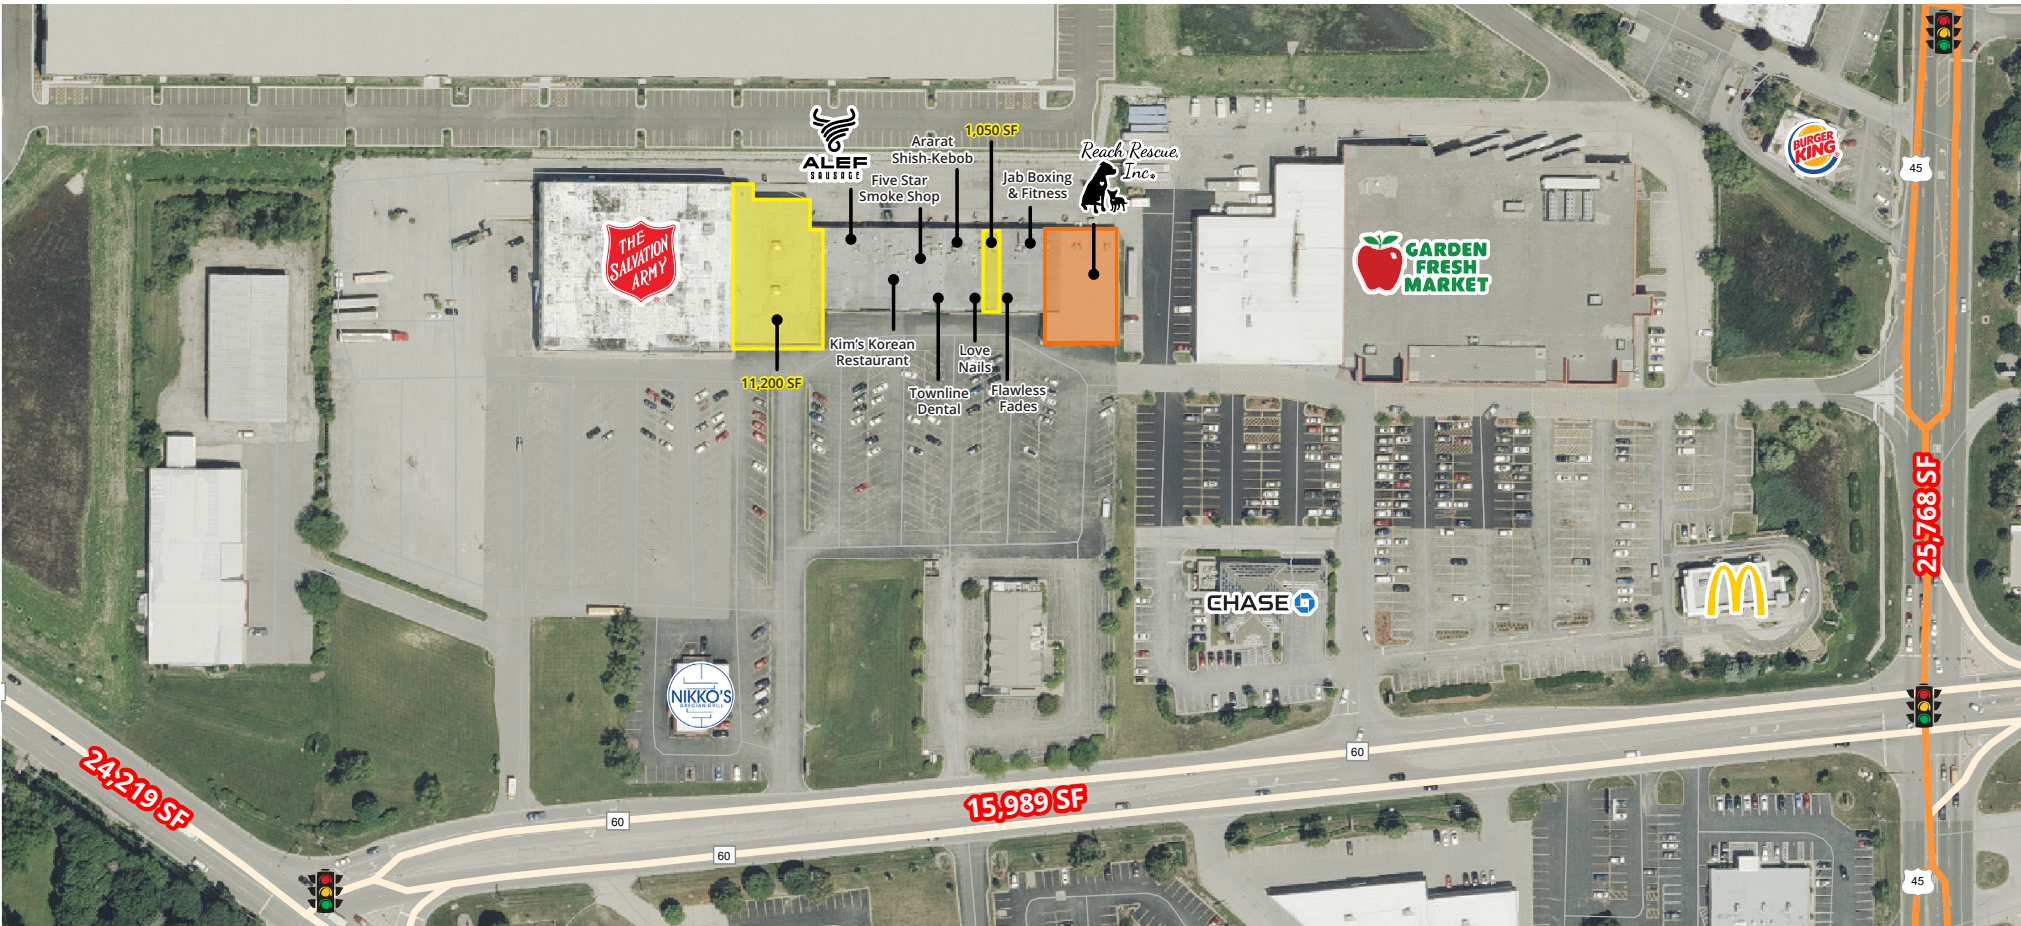 ALEF
SAUSAGE
Ararat
Shish-Kebob
1,050 SF
Five Star
Smoke Shop
Jab Boxing
& Fitness
Reach Rescue,
Inc.
BURGER
KING
45
THE
SALVATION
ARMY
GARDEN
FRESH
MARKET
Kim's Korean
Restaurant
Love
Nails
11,200 SF
Townline
Dental
Flawless
Fades
25,768 SF
CHASE
NIKKO'S
GRECIAN GRILL
24,219 SF
15,989 SF
60
60
60
45